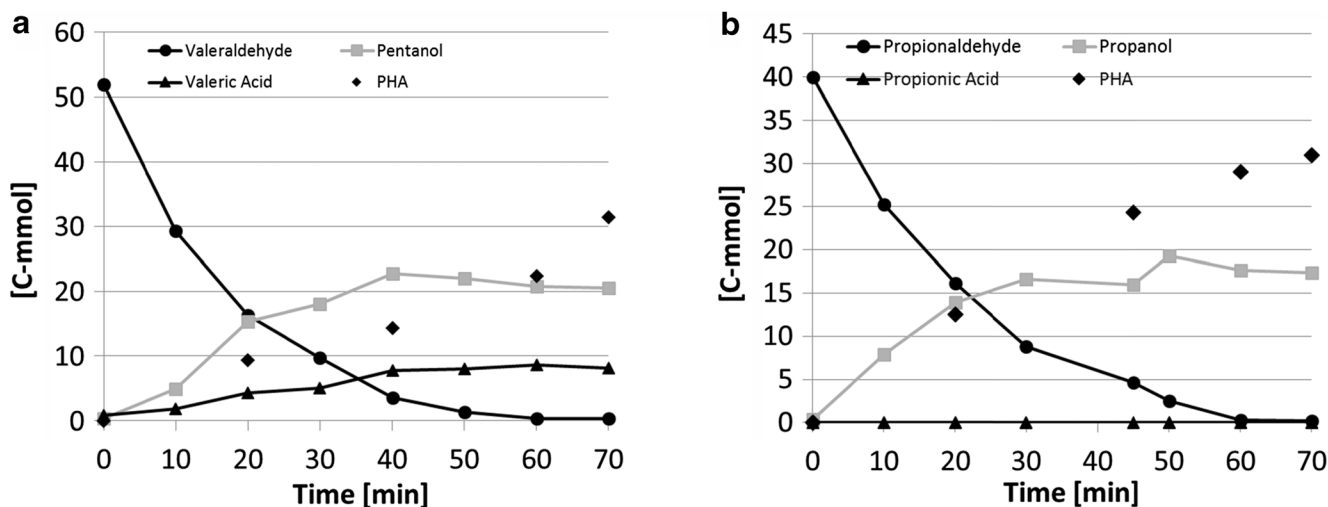 a
60
50
40
30
20
10
0
[C-mmol]
Valeraldehyde Pentanol
Valeric Acid PHA
0 10 20 30 40 50 60 70
Time [min]
b
45
40
35
30
25
20
15
10
5
0
[C-mmol]
Propionaldehyde Propanol
Propionic Acid PHA
0 10 20 30 40 50 60 70
Time [min]